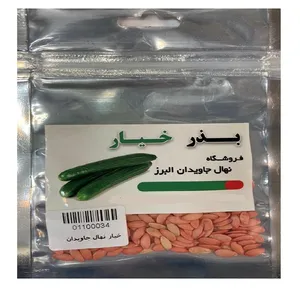 بذر خیار
فروشگاه
نهال جاویدان البرز
01100034
خیار نهال جاویدان